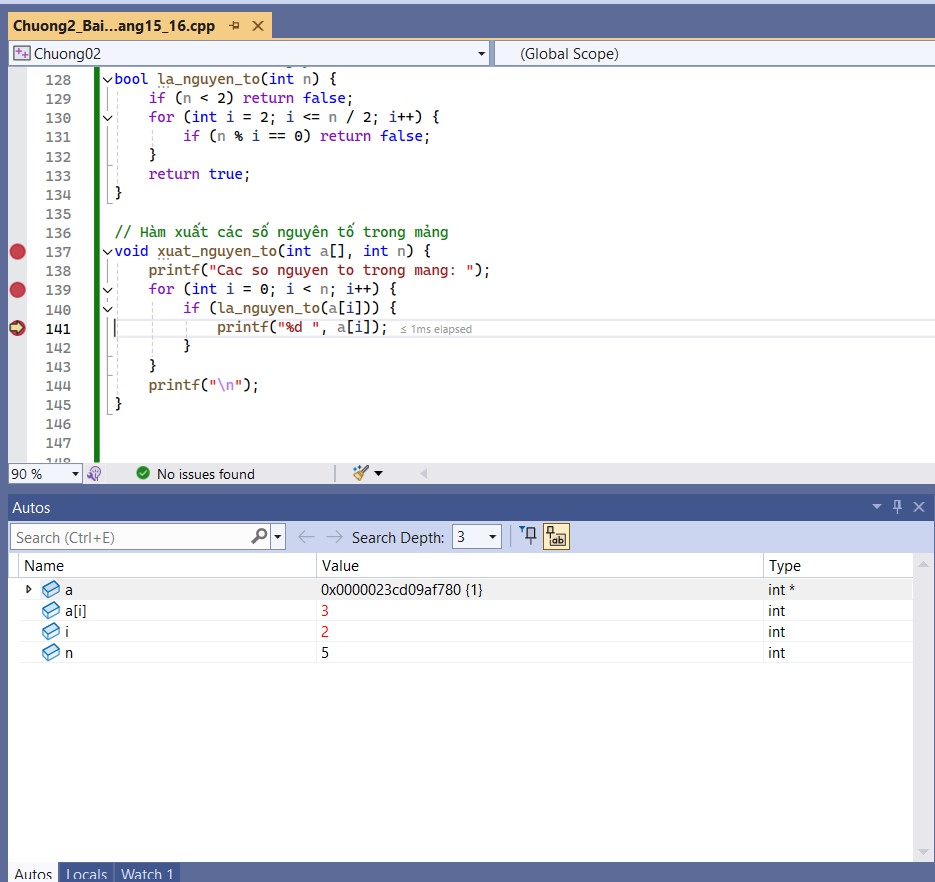 Chuong2_Bai...ang15_16.cpp
Chuong02 (Global Scope)
128 bool la_nguyen_to(int n) {
129 if (n < 2) return false;
130 for (int i = 2; i <= n / 2; i++) {
131 if (n % i == 0) return false;
132 }
133 return true;
134 }
135
136 // Hàm xuất các số nguyên tố trong mảng
137 void xuat_nguyen_to(int a[], int n) {
138 printf("Cac so nguyen to trong mang: ");
139 for (int i = 0; i < n; i++) {
140 if (la_nguyen_to(a[i])) {
141 printf("%d ", a[i]); ≤ 1ms elapsed
142 }
143 }
144 printf("\n");
145 }
146
147
148
90 % No issues found
Autos
Search (Ctrl+E) Search Depth: 3
Name Value Type
a 0x0000023cd09af780 {1} int *
a[i] 3 int
i 2 int
n 5 int
Autos Locals Watch 1